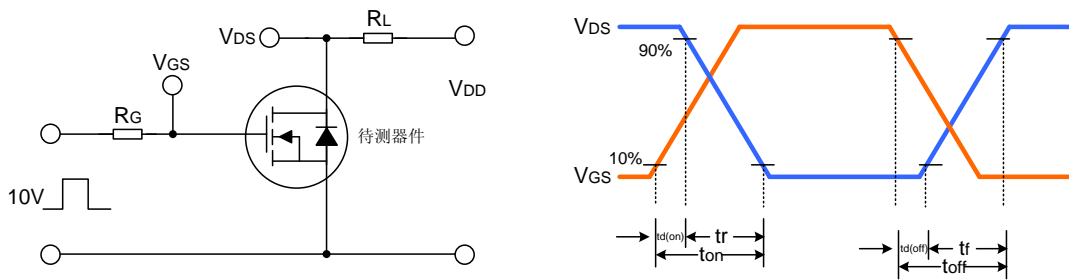 VDS
RL
VGS
VDD
RG
待测器件
10V
VDS
90%
10%
VGS
td(on)
tr
ton
td(off)
tf
toff